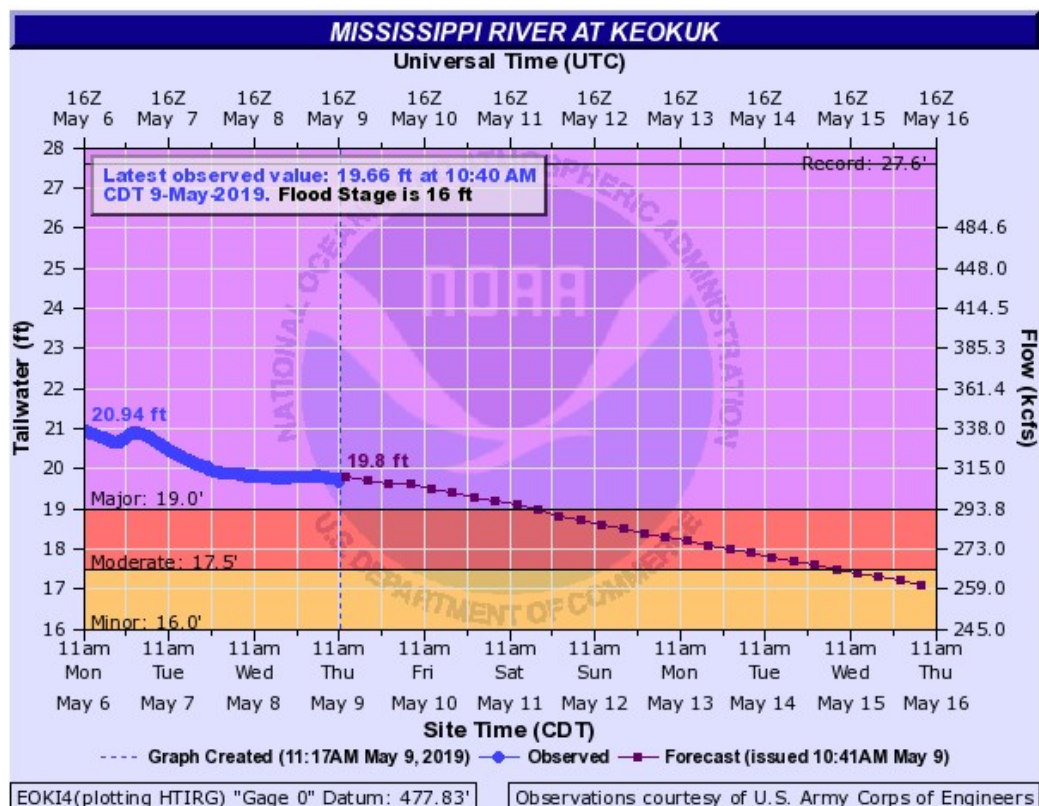 MISSISSIPPI RIVER AT KEOKUK
Universal Time (UTC)
16Z 16Z 16Z 16Z 16Z 16Z 16Z 16Z 16Z 16Z 16Z
May 6 May 7 May 8 May 9 May 10 May 11 May 12 May 13 May 14 May 15 May 16
Latest observed value: 19.66 ft at 10:40 AM
CDT 9-May-2019. Flood Stage is 16 ft
Record: 27.6'
Tailwater (ft)
28
27
26
25
24
23
22
21
20
19
18
17
16
Flow (kcfs)
484.6
448.0
414.5
385.3
361.4
338.0
315.0
293.8
273.0
259.0
245.0
NOAA
NATIONAL OCEANIC AND ATMOSPHERIC ADMINISTRATION
U.S. DEPARTMENT OF COMMERCE
20.94 ft
19.8 ft
Major: 19.0'
Moderate: 17.5'
Minor: 16.0'
11am 11am 11am 11am 11am 11am 11am 11am 11am 11am 11am
Mon Tue Wed Thu Fri Sat Sun Mon Tue Wed Thu
May 6 May 7 May 8 May 9 May 10 May 11 May 12 May 13 May 14 May 15 May 16
Site Time (CDT)
Graph Created (11:17AM May 9, 2019) Observed Forecast (issued 10:41AM May 9)
EOKI4(plotting HTIRG) "Gage 0" Datum: 477.83'
Observations courtesy of U.S. Army Corps of Engineers